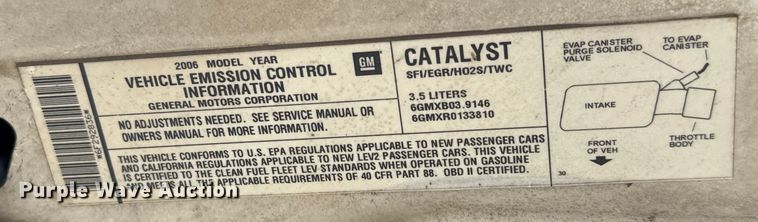 2006 MODEL YEAR
VEHICLE EMISSION CONTROL
INFORMATION
GENERAL MOTORS CORPORATION
GM
NO ADJUSTMENTS NEEDED. SEE SERVICE MANUAL OR
OWNERS MANUAL FOR MORE INFORMATION.
CATALYST
SFI/EGR/HO2S/TWC
3.5 LITERS
6GMXB03.9146
6GMXR0133810
THIS VEHICLE CONFORMS TO U.S. EPA REGULATIONS APPLICABLE TO NEW PASSENGER CARS
AND CALIFORNIA REGULATIONS APPLICABLE TO NEW LEV2 PASSENGER CARS. THIS VEHICLE
IS CERTIFIED TO THE CLEAN FUEL FLEET LEV STANDARDS WHEN OPERATED ON GASOLINE
AND MEETS ALL THE APPLICABLE REQUIREMENTS OF 40 CFR PART 88. OBD II CERTIFIED.
EVAP CANISTER
PURGE SOLENOID
VALVE
TO EVAP
CANISTER
INTAKE
FRONT
OF VEH
THROTTLE
BODY
30
*6F292836*
Purple Wave Auction